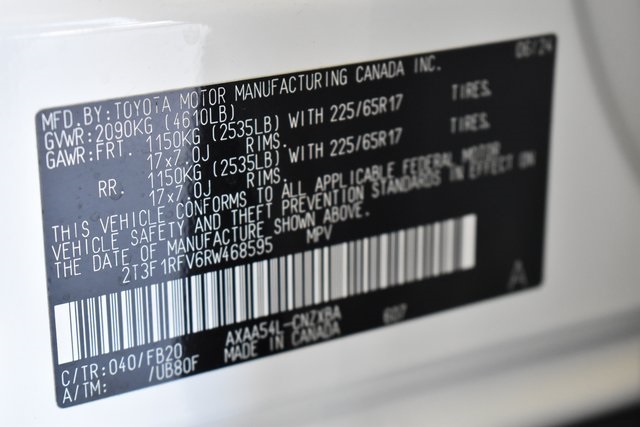 06/24
MFD.BY:TOYOTA MOTOR MANUFACTURING CANADA INC.
GVWR:2090KG (4610LB)
GAWR:FRT. 1150KG (2535LB) WITH 225/65R17 TIRES.
17x7.0J RIMS.
RR. 1150KG (2535LB) WITH 225/65R17 TIRES.
17x7.0J RIMS.
THIS VEHICLE CONFORMS TO ALL APPLICABLE FEDERAL MOTOR
VEHICLE SAFETY AND THEFT PREVENTION STANDARDS IN EFFECT ON
THE DATE OF MANUFACTURE SHOWN ABOVE.
2T3F1RFV6RW468595 MPV
A
C/TR:040/FB20 AXAA54L-CNZXBA 607
A/TM: /UB80F MADE IN CANADA